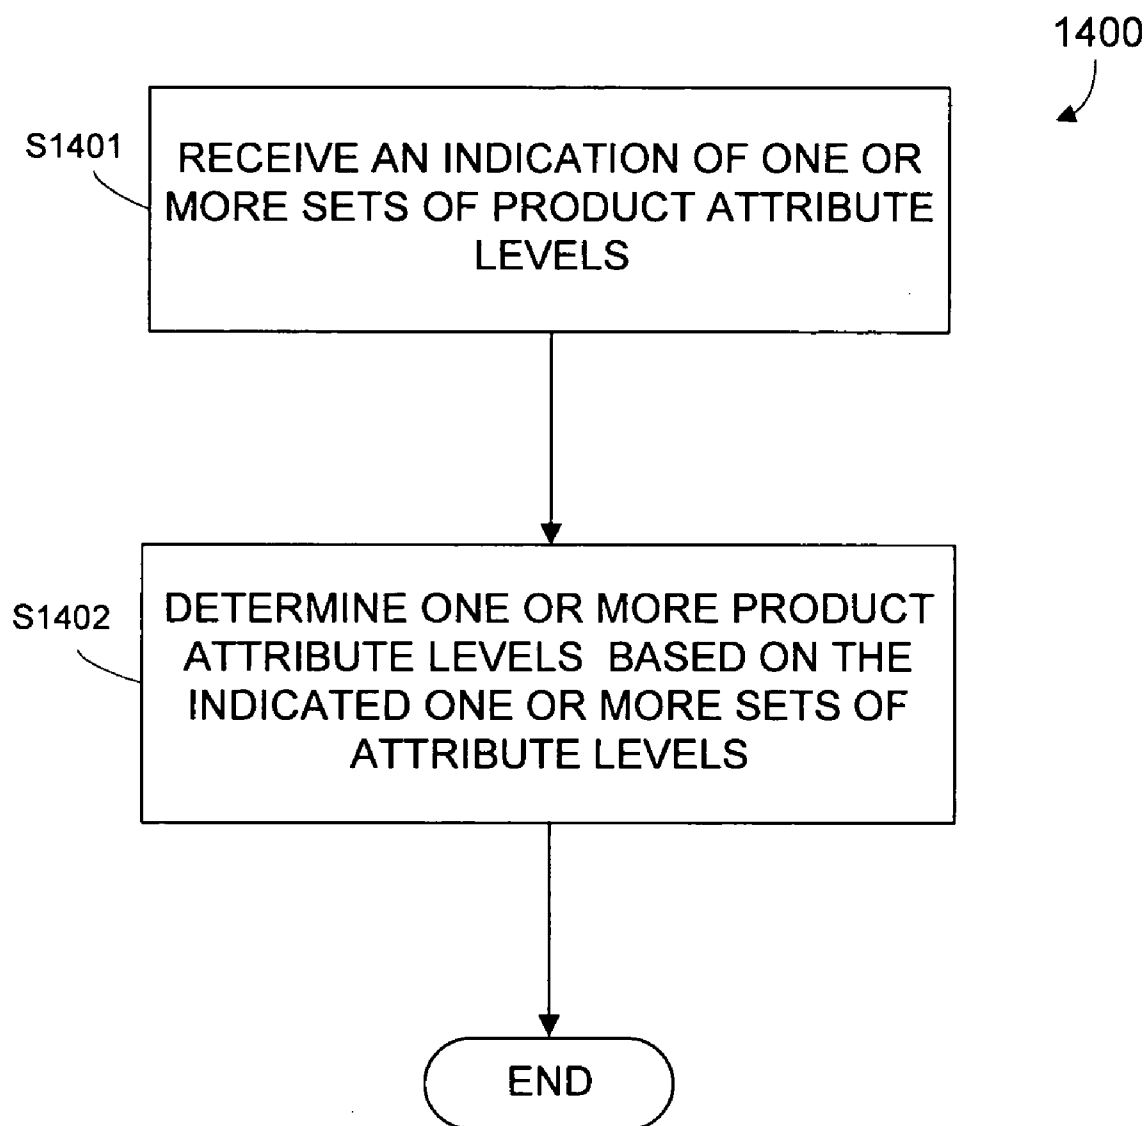 1400
S1401
RECEIVE AN INDICATION OF ONE OR
MORE SETS OF PRODUCT ATTRIBUTE
LEVELS
S1402
DETERMINE ONE OR MORE PRODUCT
ATTRIBUTE LEVELS BASED ON THE
INDICATED ONE OR MORE SETS OF
ATTRIBUTE LEVELS
END